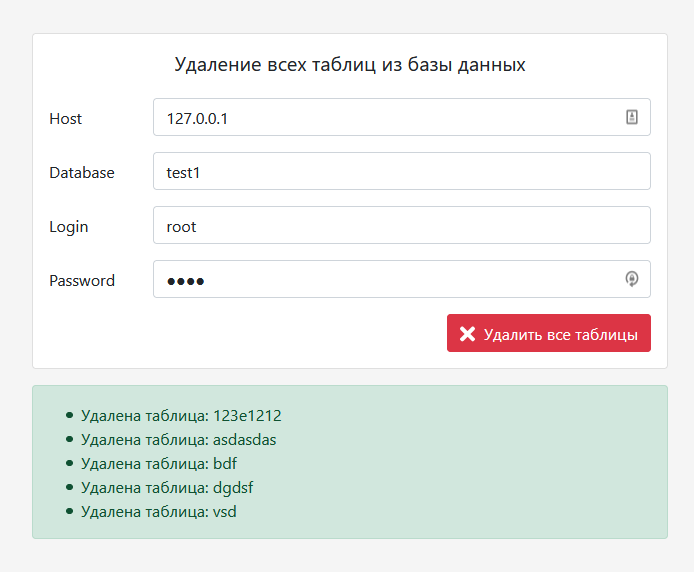 Удаление всех таблиц из базы данных
Host
127.0.0.1
Database
test1
Login
root
Password
●●●●
Удалить все таблицы
Удалена таблица: 123e1212
Удалена таблица: asdasdas
Удалена таблица: bdf
Удалена таблица: dgdsf
Удалена таблица: vsd